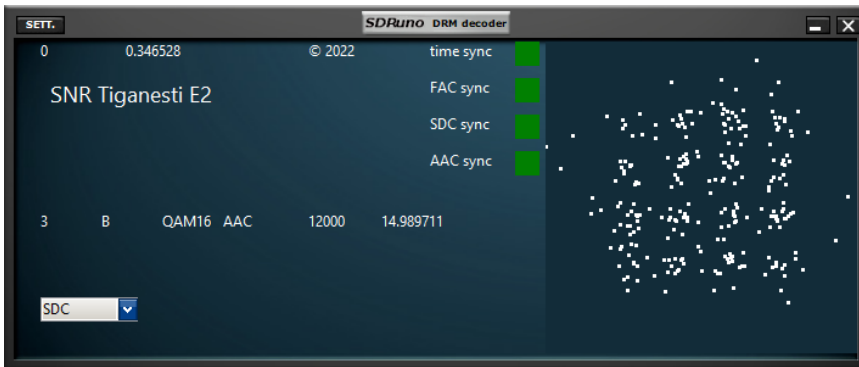 SETT. SDRuno DRM decoder
0 0.346528 © 2022 time sync
SNR Tiganesti E2 FAC sync
SDC sync
AAC sync
3 B QAM16 AAC 12000 14.989711
SDC